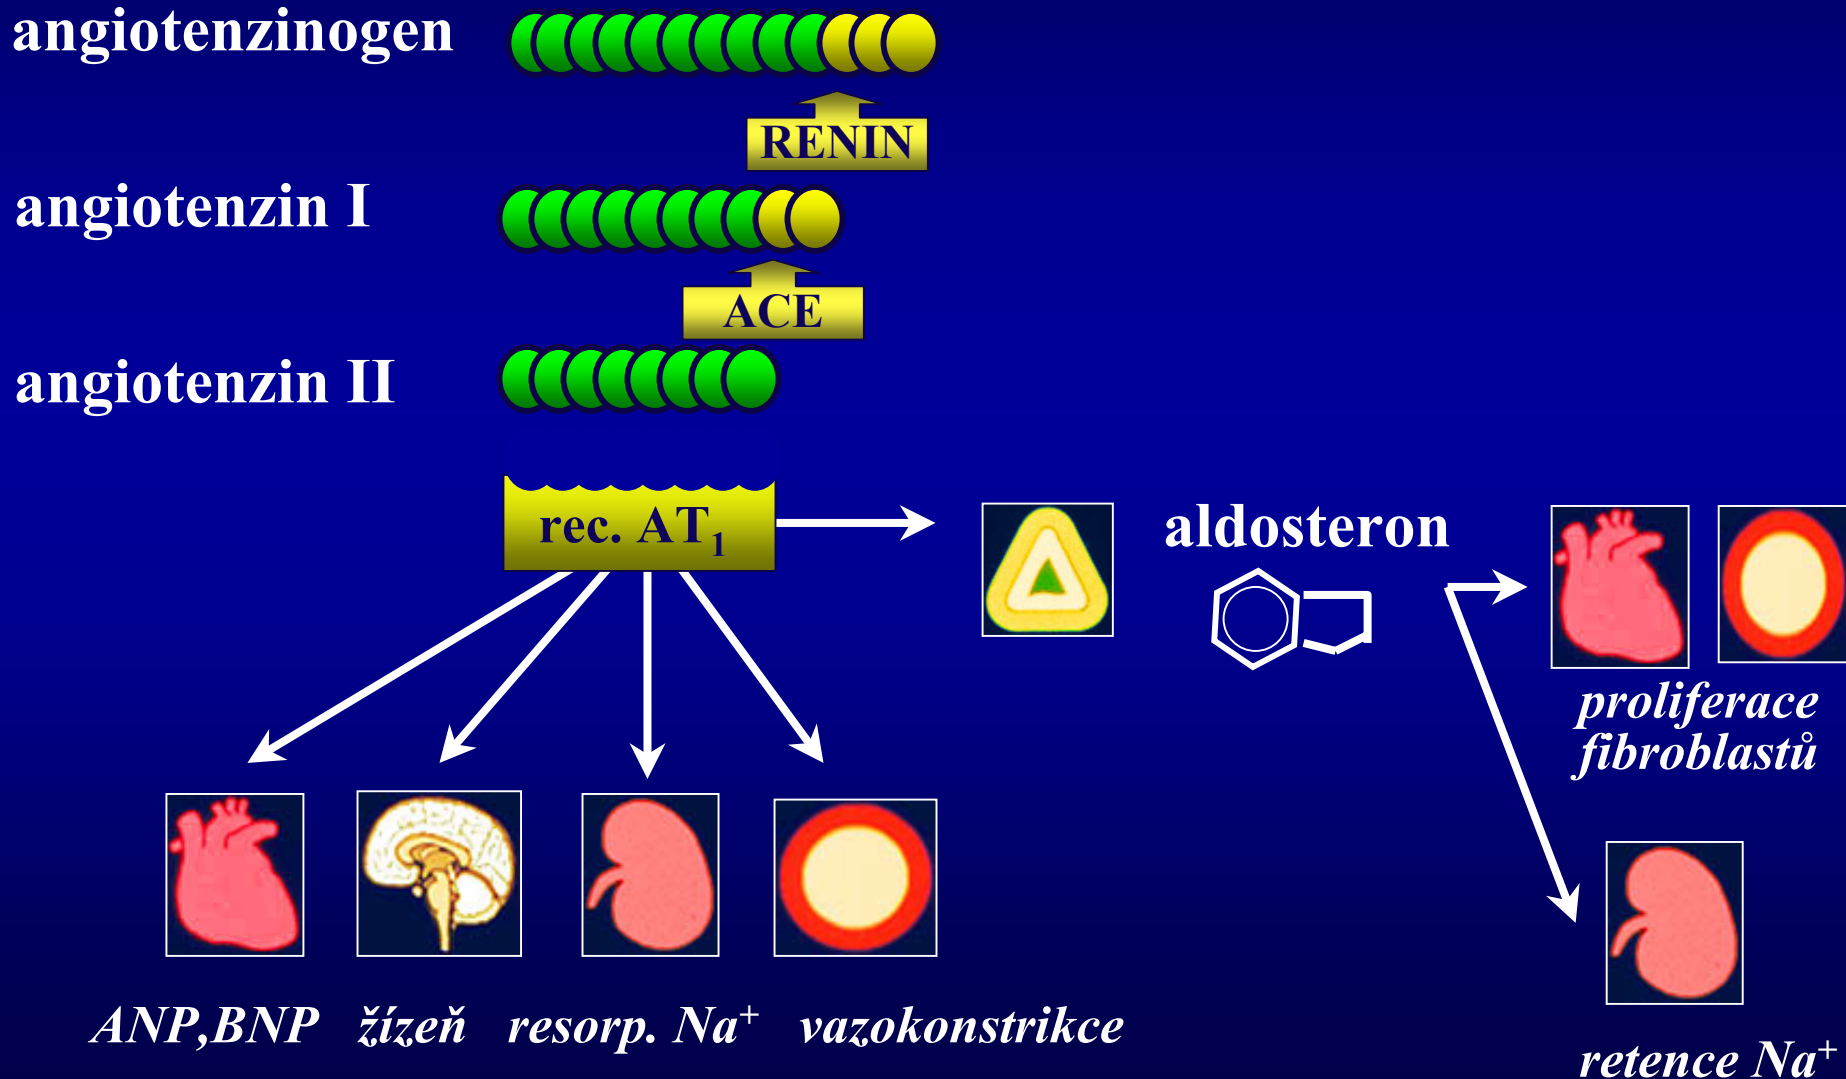 angiotenzinogen
RENIN
angiotenzin I
ACE
angiotenzin II
rec. AT₁
aldosteron
proliferace
fibroblastů
ANP,BNP
žízeň
resorp. Na⁺
vazokonstrikce
retence Na⁺